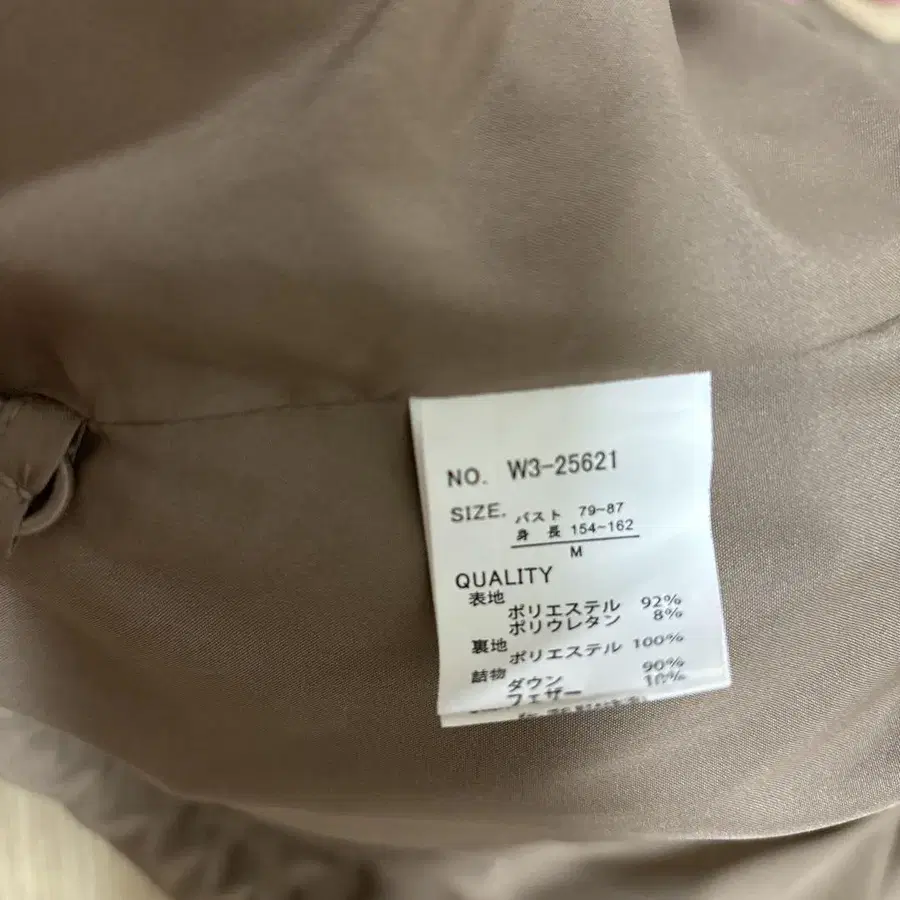 NO. W3-25621
SIZE. バスト 79~87
身 長 154~162
M
QUALITY
表地
ポリエステル 92%
ポリウレタン 8%
裏地
ポリエステル 100%
詰物
ダウン 90%
フェザー 10%